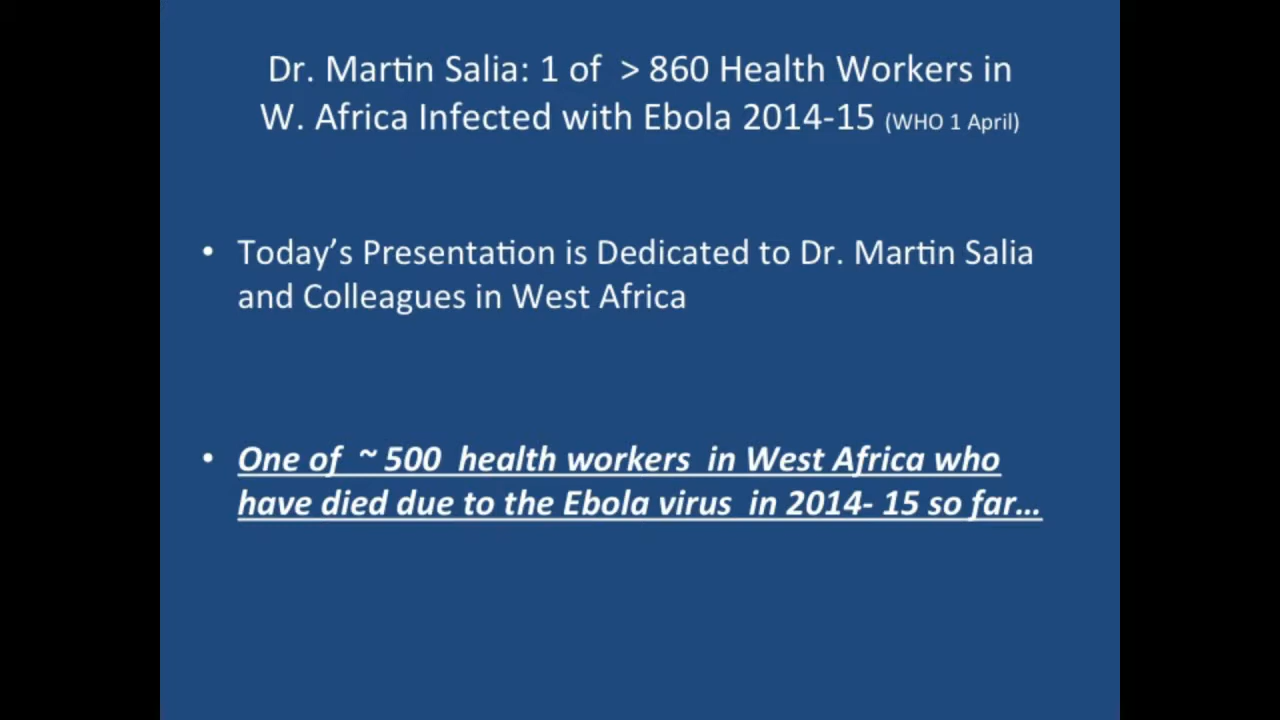 Dr. Martin Salia: 1 of > 860 Health Workers in
W. Africa Infected with Ebola 2014-15 (WHO 1 April)
• Today’s Presentation is Dedicated to Dr. Martin Salia
and Colleagues in West Africa
• One of ~ 500 health workers in West Africa who
have died due to the Ebola virus in 2014- 15 so far…